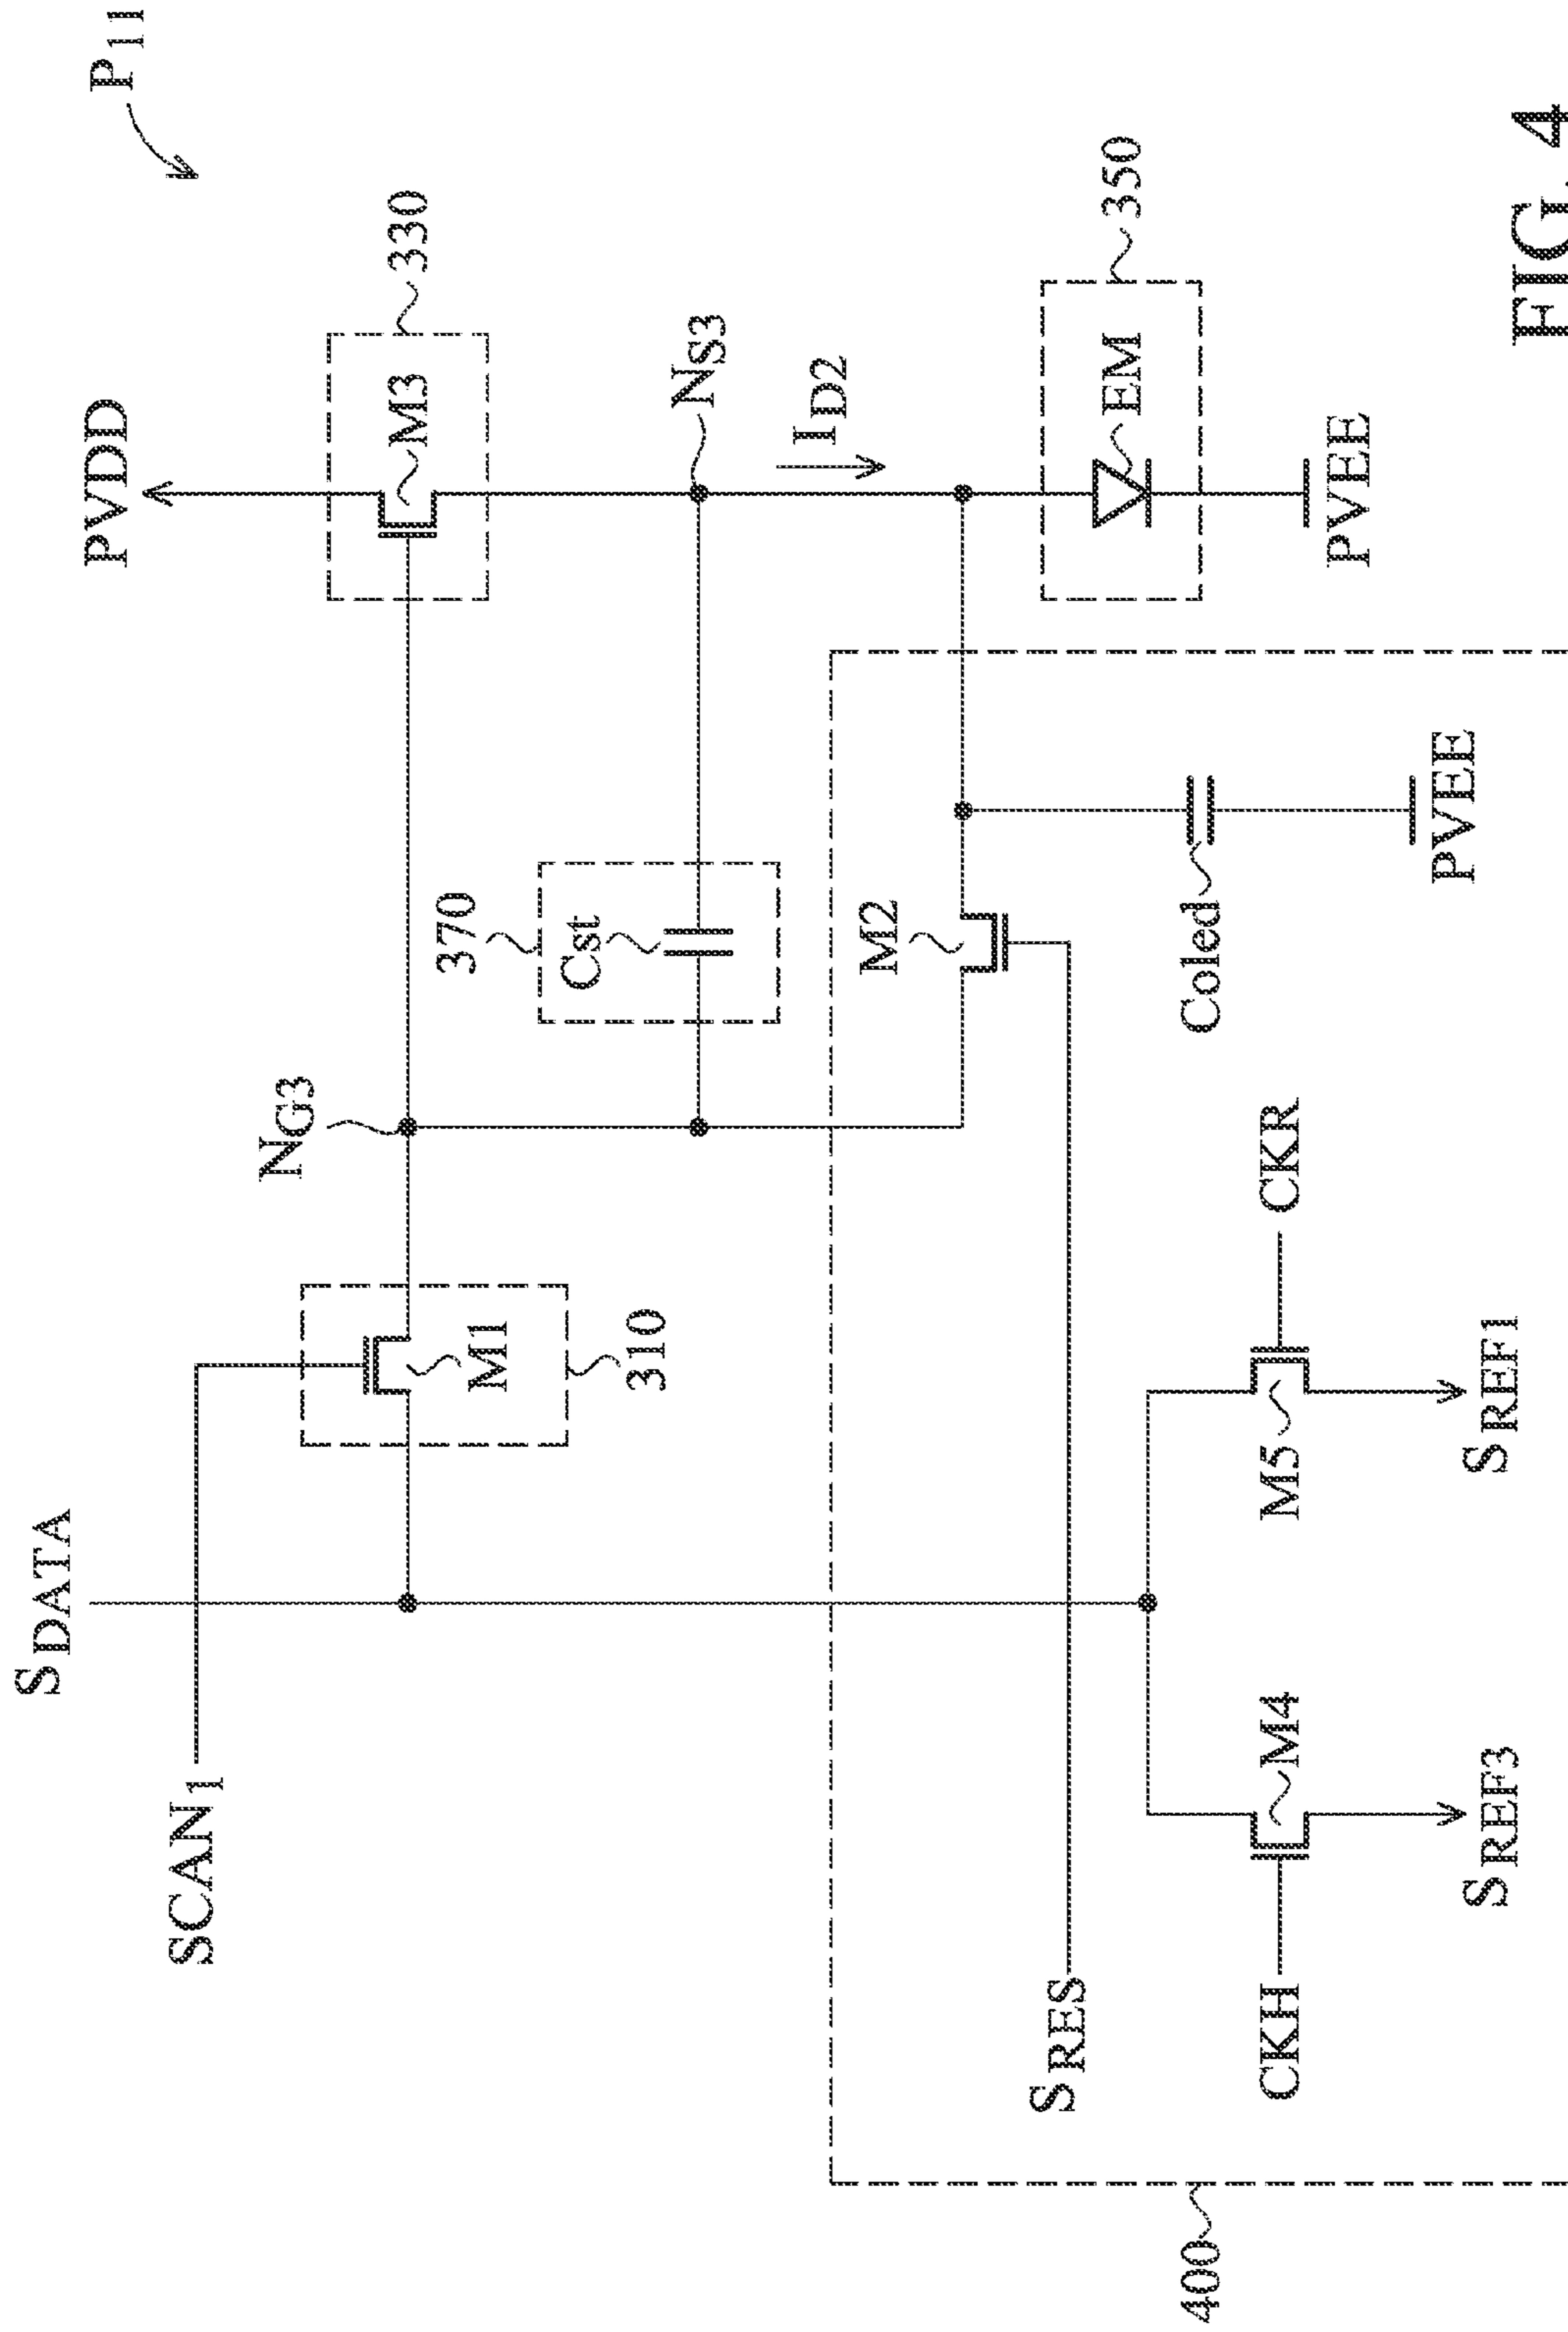 P11
PVDD
SDATA
SCAN1
330
M3
NG3
M1
310
370
Cst
NS3
ID2
M2
350
EM
PVEE
Coled
PVEE
SRES
CKH
M4
SREF3
M5
CKR
SREF1
400
FIG. 4